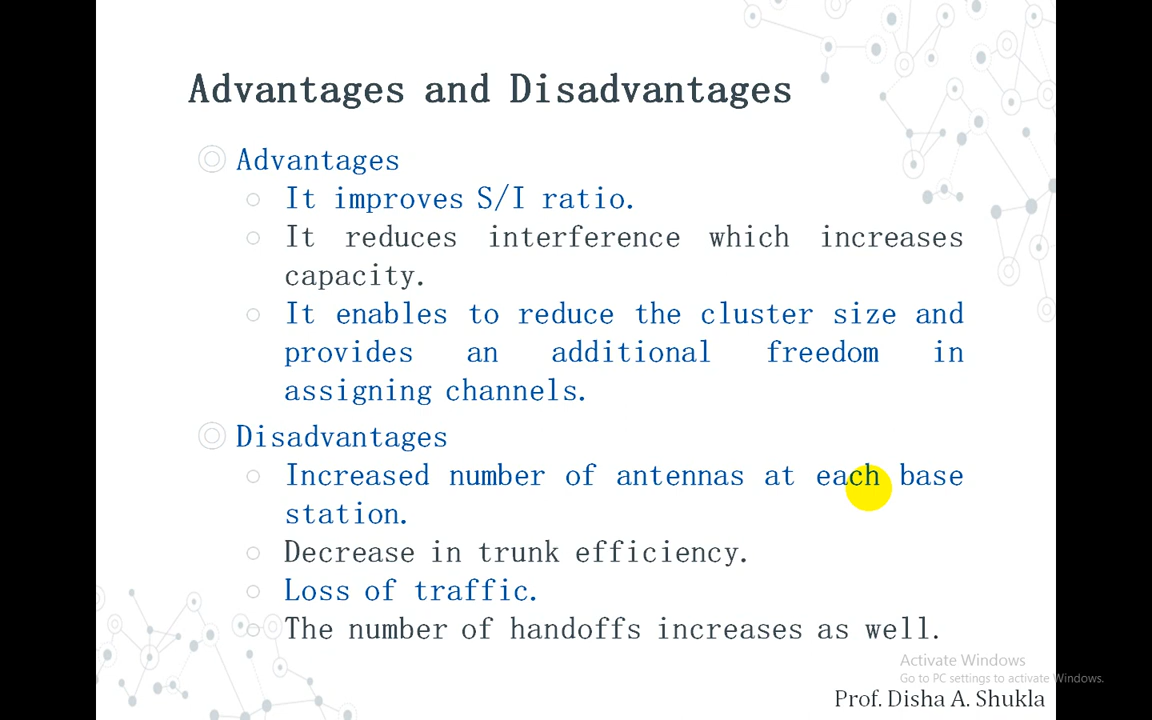 Advantages and Disadvantages
Advantages
It improves S/I ratio.
It reduces interference which increases
capacity.
It enables to reduce the cluster size and
provides an additional freedom in
assigning channels.
Disadvantages
Increased number of antennas at each base
station.
Decrease in trunk efficiency.
Loss of traffic.
The number of handoffs increases as well.
Activate Windows
Go to PC settings to activate Windows.
Prof. Disha A. Shukla